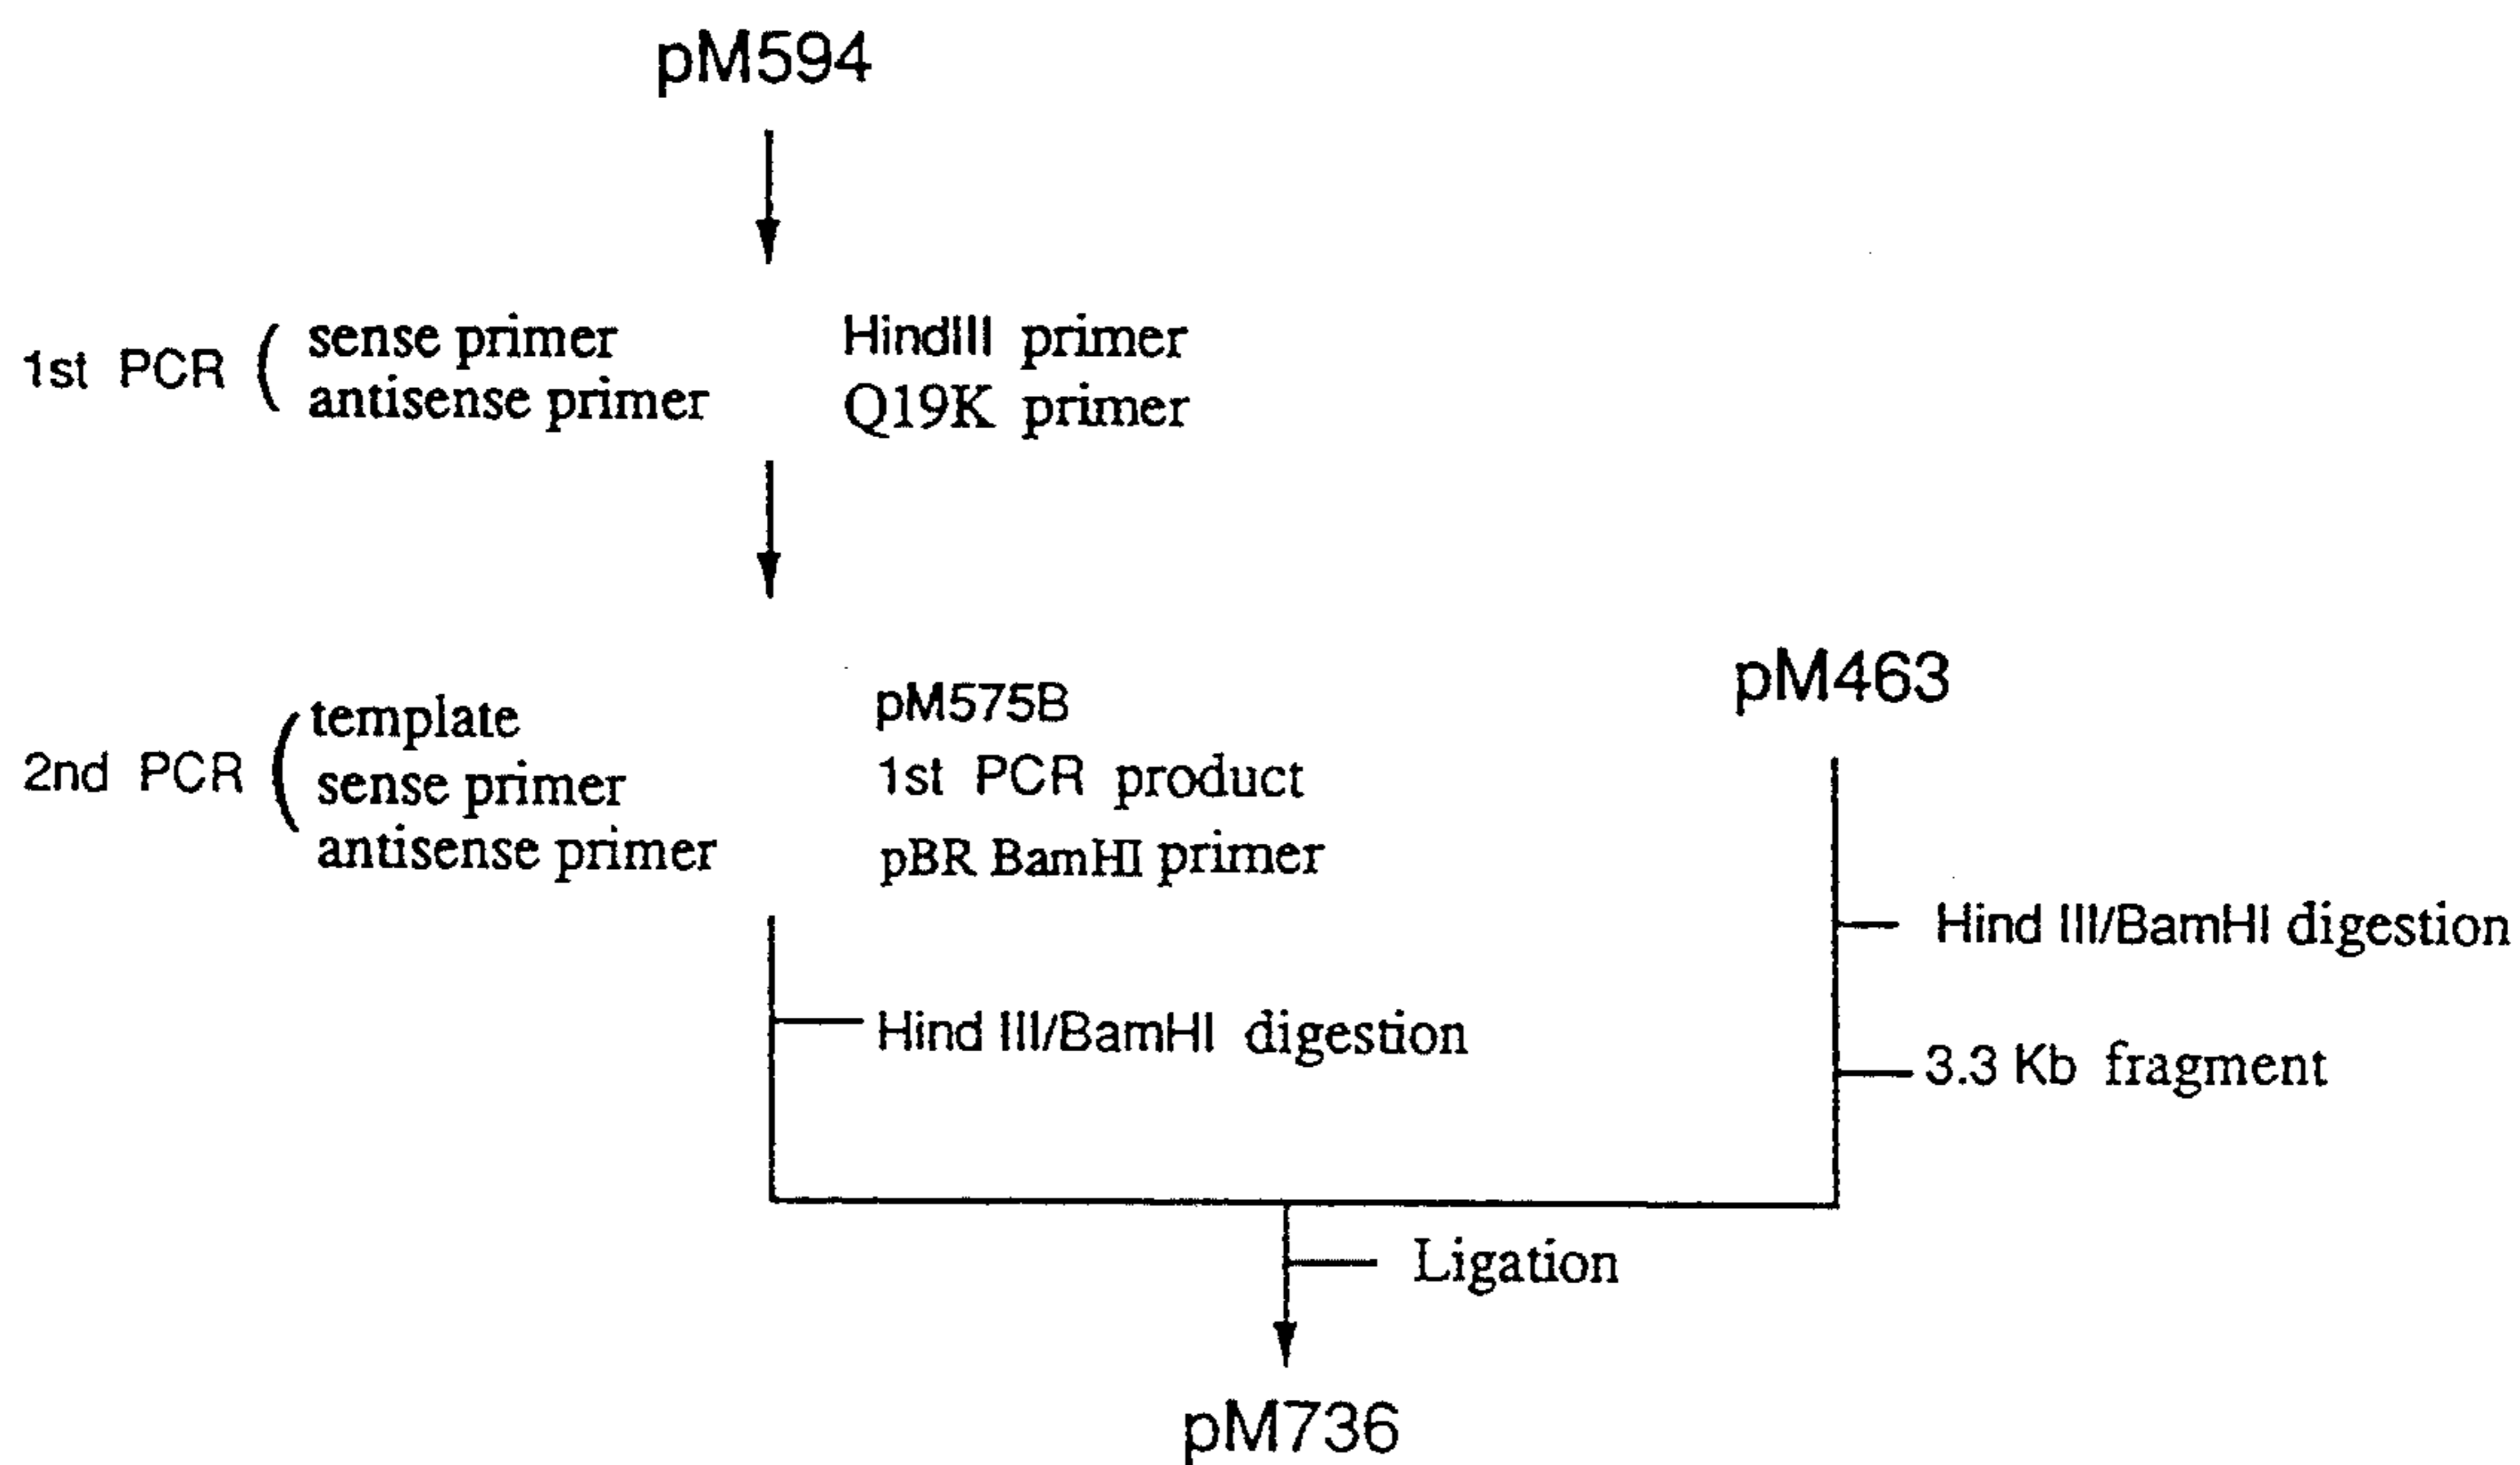 pM594
1st PCR ( sense primer HindIII primer
antisense primer Q19K primer
pM463
2nd PCR ( template pM575B
sense primer 1st PCR product
antisense primer pBR BamHI primer
Hind III/BamHI digestion
Hind III/BamHI digestion
3.3 Kb fragment
Ligation
pM736